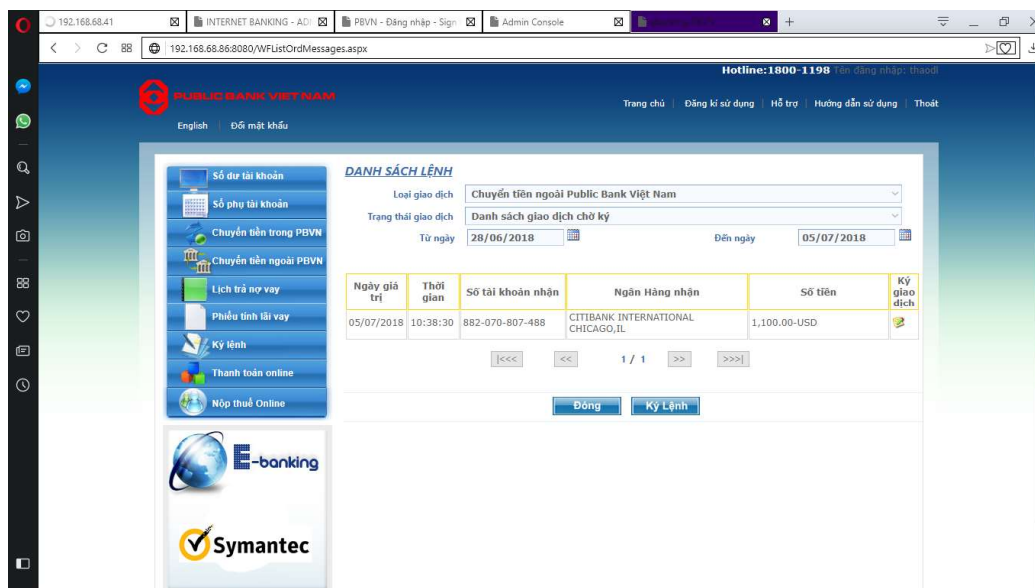 192.168.68.41
INTERNET BANKING - ADI
PBVN - Đăng nhập - Sign
Admin Console
192.168.68.86:8080/WFListOrdMessages.aspx
Hotline:1800-1198 Tên đăng nhập: thaodl
PUBLIC BANK VIET NAM
Trang chủ | Đăng kí sử dụng | Hỗ trợ | Hướng dẫn sử dụng | Thoát
English | Đổi mật khẩu
Số dư tài khoản
Số phụ tài khoản
Chuyển tiền trong PBVN
Chuyển tiền ngoài PBVN
Lịch trả nợ vay
Phiếu tính lãi vay
Ký lệnh
Thanh toán online
Nộp thuế Online
E-banking
Symantec
DANH SÁCH LỆNH
Loại giao dịch Chuyển tiền ngoài Public Bank Việt Nam
Trạng thái giao dịch Danh sách giao dịch chờ ký
Từ ngày 28/06/2018 Đến ngày 05/07/2018
Ngày giá trị Thời gian Số tài khoản nhận Ngân Hàng nhận Số tiền Ký giao dịch
05/07/2018 10:38:30 882-070-807-488 CITIBANK INTERNATIONAL CHICAGO,IL 1,100.00-USD
|<<< << 1 / 1 >> >>>|
Đóng Ký Lệnh